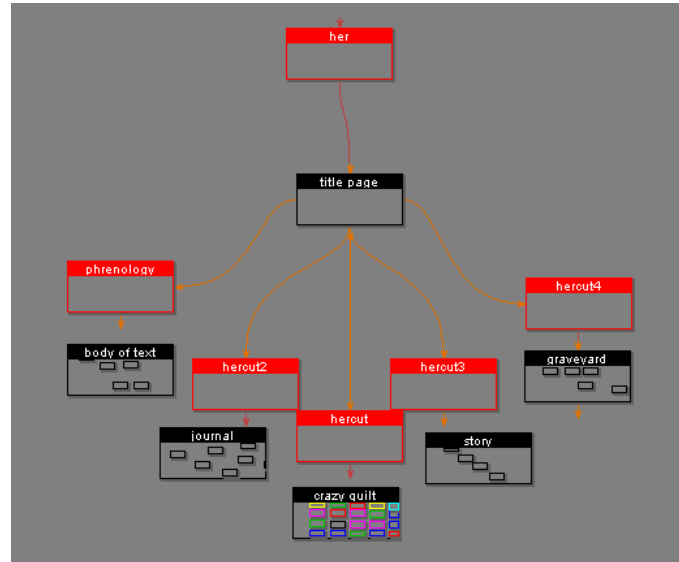 her
title page
phrenology
hercut4
body of text
graveyard
hercut2
hercut3
hercut
journal
story
crazy quilt